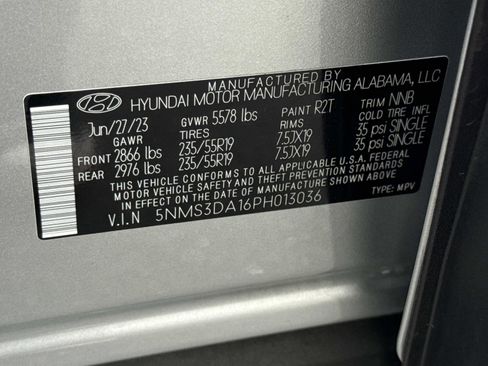 MANUFACTURED BY
HYUNDAI MOTOR MANUFACTURING ALABAMA, LLC
Jun/27/23 GVWR 5578 lbs PAINT R2T TRIM NNB
GAWR TIRES RIMS COLD TIRE INFL
FRONT 2866 lbs 235/55R19 7.5JX19 35 psi SINGLE
REAR 2976 lbs 235/55R19 7.5JX19 35 psi SINGLE
THIS VEHICLE CONFORMS TO ALL APPLICABLE U.S.A. FEDERAL
MOTOR VEHICLE SAFETY AND THEFT PREVENTION STANDARDS
IN EFFECT ON THE DATE OF MANUFACTURE SHOWN ABOVE.
V.I.N 5NMS3DA16PH013036 TYPE: MPV